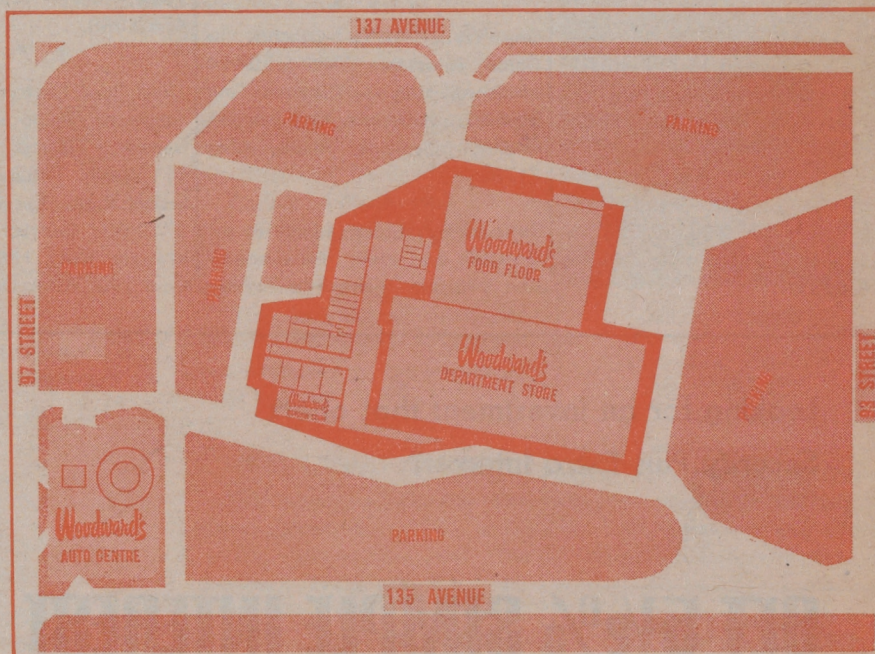 137 AVENUE
PARKING
PARKING
Woodward's
FOOD FLOOR
PARKING
PARKING
97 STREET
Woodward's
DEPARTMENT STORE
93 STREET
PARKING
Woodward's
Woodward's
AUTO CENTRE
PARKING
135 AVENUE